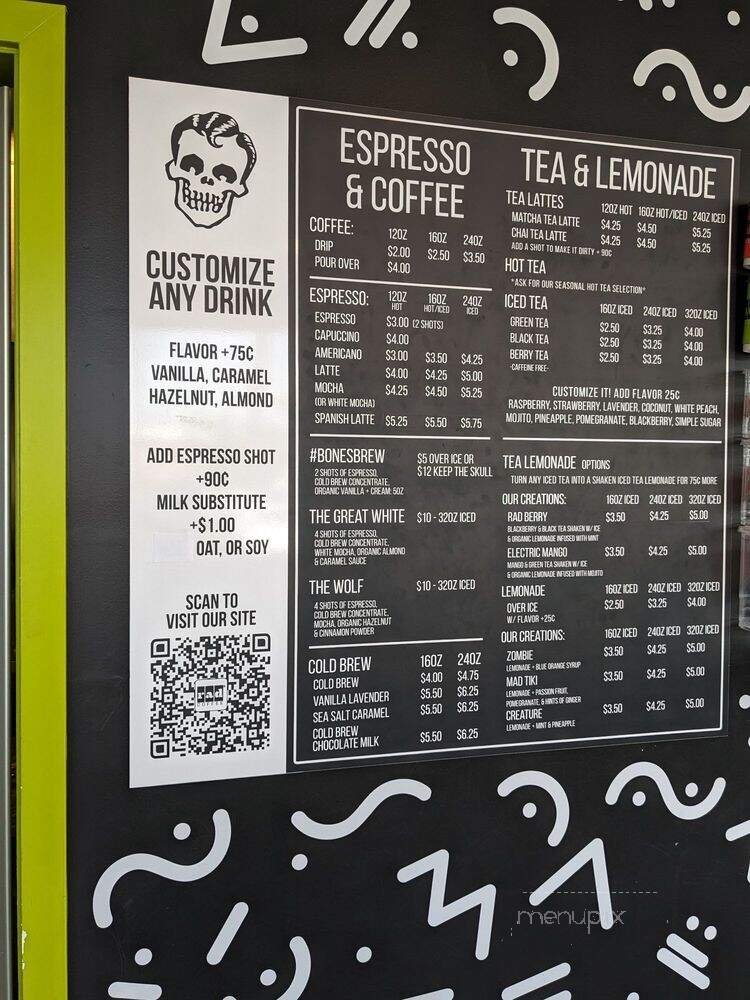 CUSTOMIZE
ANY DRINK
FLAVOR +75¢
VANILLA, CARAMEL
HAZELNUT, ALMOND
ADD ESPRESSO SHOT
+90¢
MILK SUBSTITUTE
+$1.00
OAT, OR SOY
SCAN TO
VISIT OUR SITE
rad
COFFEE
ESPRESSO
& COFFEE
COFFEE: 12OZ 16OZ 24OZ
DRIP $2.00 $2.50 $3.50
POUR OVER $4.00
ESPRESSO: 12OZ 16OZ 24OZ
HOT HOT/ICED ICED
ESPRESSO $3.00 (2 SHOTS)
CAPUCCINO $4.00
AMERICANO $3.00 $3.50 $4.25
LATTE $4.00 $4.25 $5.00
MOCHA $4.25 $4.50 $5.25
(OR WHITE MOCHA)
SPANISH LATTE $5.25 $5.50 $5.75
#BONESBREW $5 OVER ICE OR
$12 KEEP THE SKULL
2 SHOTS OF ESPRESSO,
COLD BREW CONCENTRATE,
ORGANIC VANILLA + CREAM: 5OZ
THE GREAT WHITE $10 - 32OZ ICED
4 SHOTS OF ESPRESSO,
COLD BREW CONCENTRATE,
WHITE MOCHA, ORGANIC ALMOND
& CARAMEL SAUCE
THE WOLF $10 - 32OZ ICED
4 SHOTS OF ESPRESSO,
COLD BREW CONCENTRATE,
MOCHA, ORGANIC HAZELNUT
& CINNAMON POWDER
COLD BREW 16OZ 24OZ
COLD BREW $4.00 $4.75
VANILLA LAVENDER $5.50 $6.25
SEA SALT CARAMEL $5.50 $6.25
COLD BREW
CHOCOLATE MILK $5.50 $6.25
TEA & LEMONADE
TEA LATTES 12OZ HOT 16OZ HOT/ICED 24OZ ICED
MATCHA TEA LATTE $4.25 $4.50 $5.25
CHAI TEA LATTE $4.25 $4.50 $5.25
ADD A SHOT TO MAKE IT DIRTY + 90¢
HOT TEA
*ASK FOR OUR SEASONAL HOT TEA SELECTION*
ICED TEA 16OZ ICED 24OZ ICED 32OZ ICED
GREEN TEA $2.50 $3.25 $4.00
BLACK TEA $2.50 $3.25 $4.00
BERRY TEA $2.50 $3.25 $4.00
-CAFFEINE FREE-
CUSTOMIZE IT! ADD FLAVOR 25¢
RASPBERRY, STRAWBERRY, LAVENDER, COCONUT, WHITE PEACH,
MOJITO, PINEAPPLE, POMEGRANATE, BLACKBERRY, SIMPLE SUGAR
TEA LEMONADE OPTIONS
TURN ANY ICED TEA INTO A SHAKEN ICED TEA LEMONADE FOR 75¢ MORE
OUR CREATIONS: 16OZ ICED 24OZ ICED 32OZ ICED
RAD BERRY $3.50 $4.25 $5.00
BLACKBERRY & BLACK TEA SHAKEN W/ ICE
& ORGANIC LEMONADE INFUSED WITH MINT
ELECTRIC MANGO $3.50 $4.25 $5.00
MANGO & GREEN TEA SHAKEN W/ ICE
& ORGANIC LEMONADE INFUSED WITH MOJITO
LEMONADE 16OZ ICED 24OZ ICED 32OZ ICED
OVER ICE $2.50 $3.25 $4.00
W/ FLAVOR +25¢
OUR CREATIONS: 16OZ ICED 24OZ ICED 32OZ ICED
ZOMBIE $3.50 $4.25 $5.00
LEMONADE + BLUE ORANGE SYRUP
MAD TIKI $3.50 $4.25 $5.00
LEMONADE + PASSION FRUIT,
POMEGRANATE, & HINTS OF GINGER
CREATURE $3.50 $4.25 $5.00
LEMONADE + MINT & PINEAPPLE
menupix